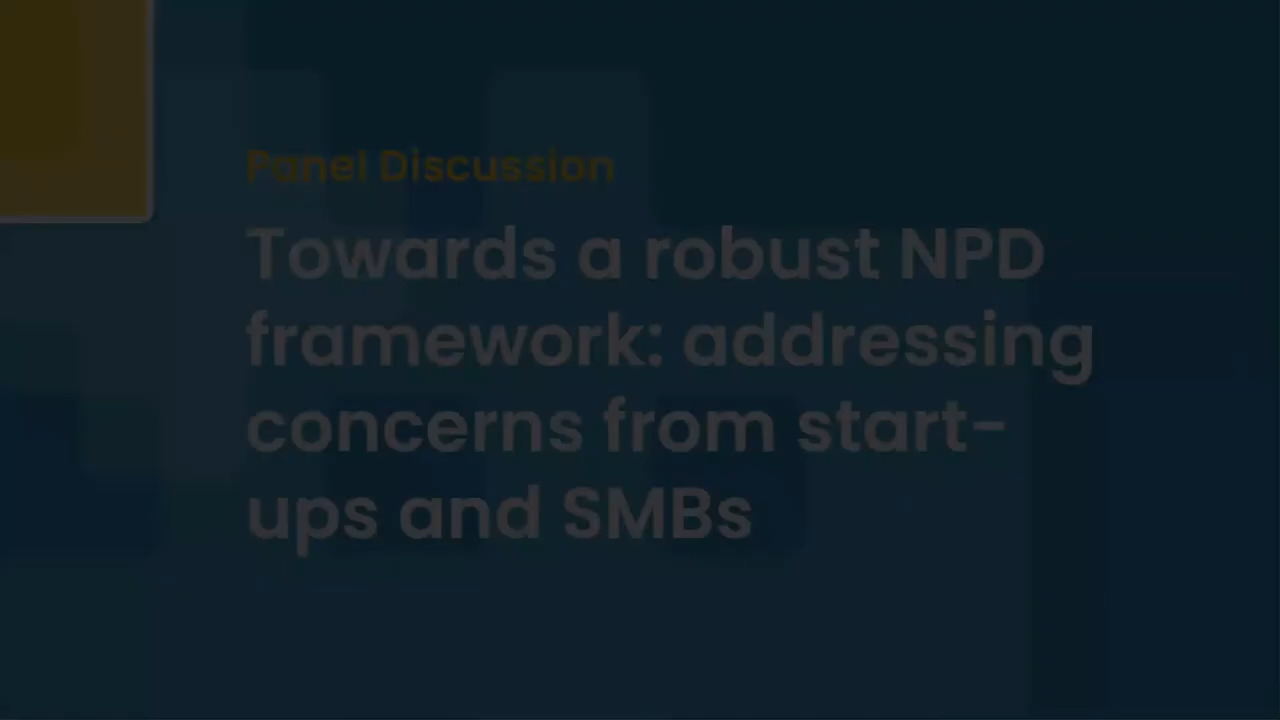 Panel Discussion
Towards a robust NPD
framework: addressing
concerns from start-
ups and SMBs